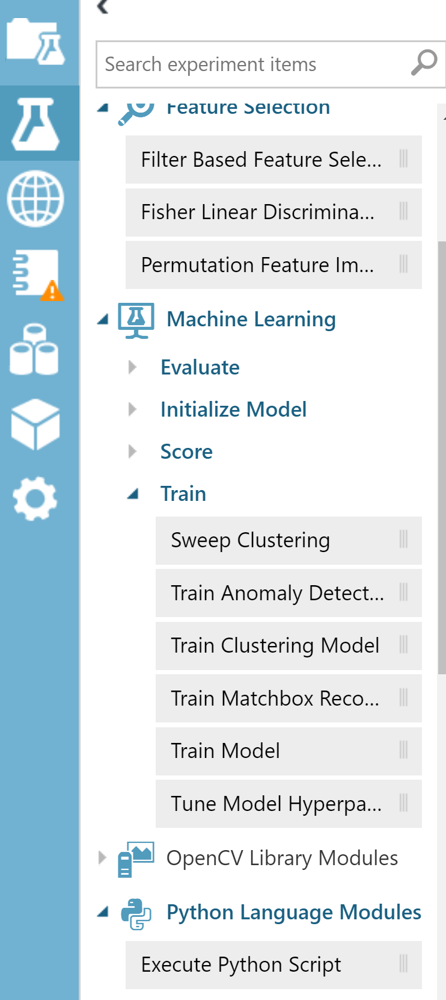 Search experiment items
Feature Selection
Filter Based Feature Sele...
Fisher Linear Discrimina...
Permutation Feature Im...
Machine Learning
Evaluate
Initialize Model
Score
Train
Sweep Clustering
Train Anomaly Detect...
Train Clustering Model
Train Matchbox Reco...
Train Model
Tune Model Hyperpa...
OpenCV Library Modules
Python Language Modules
Execute Python Script